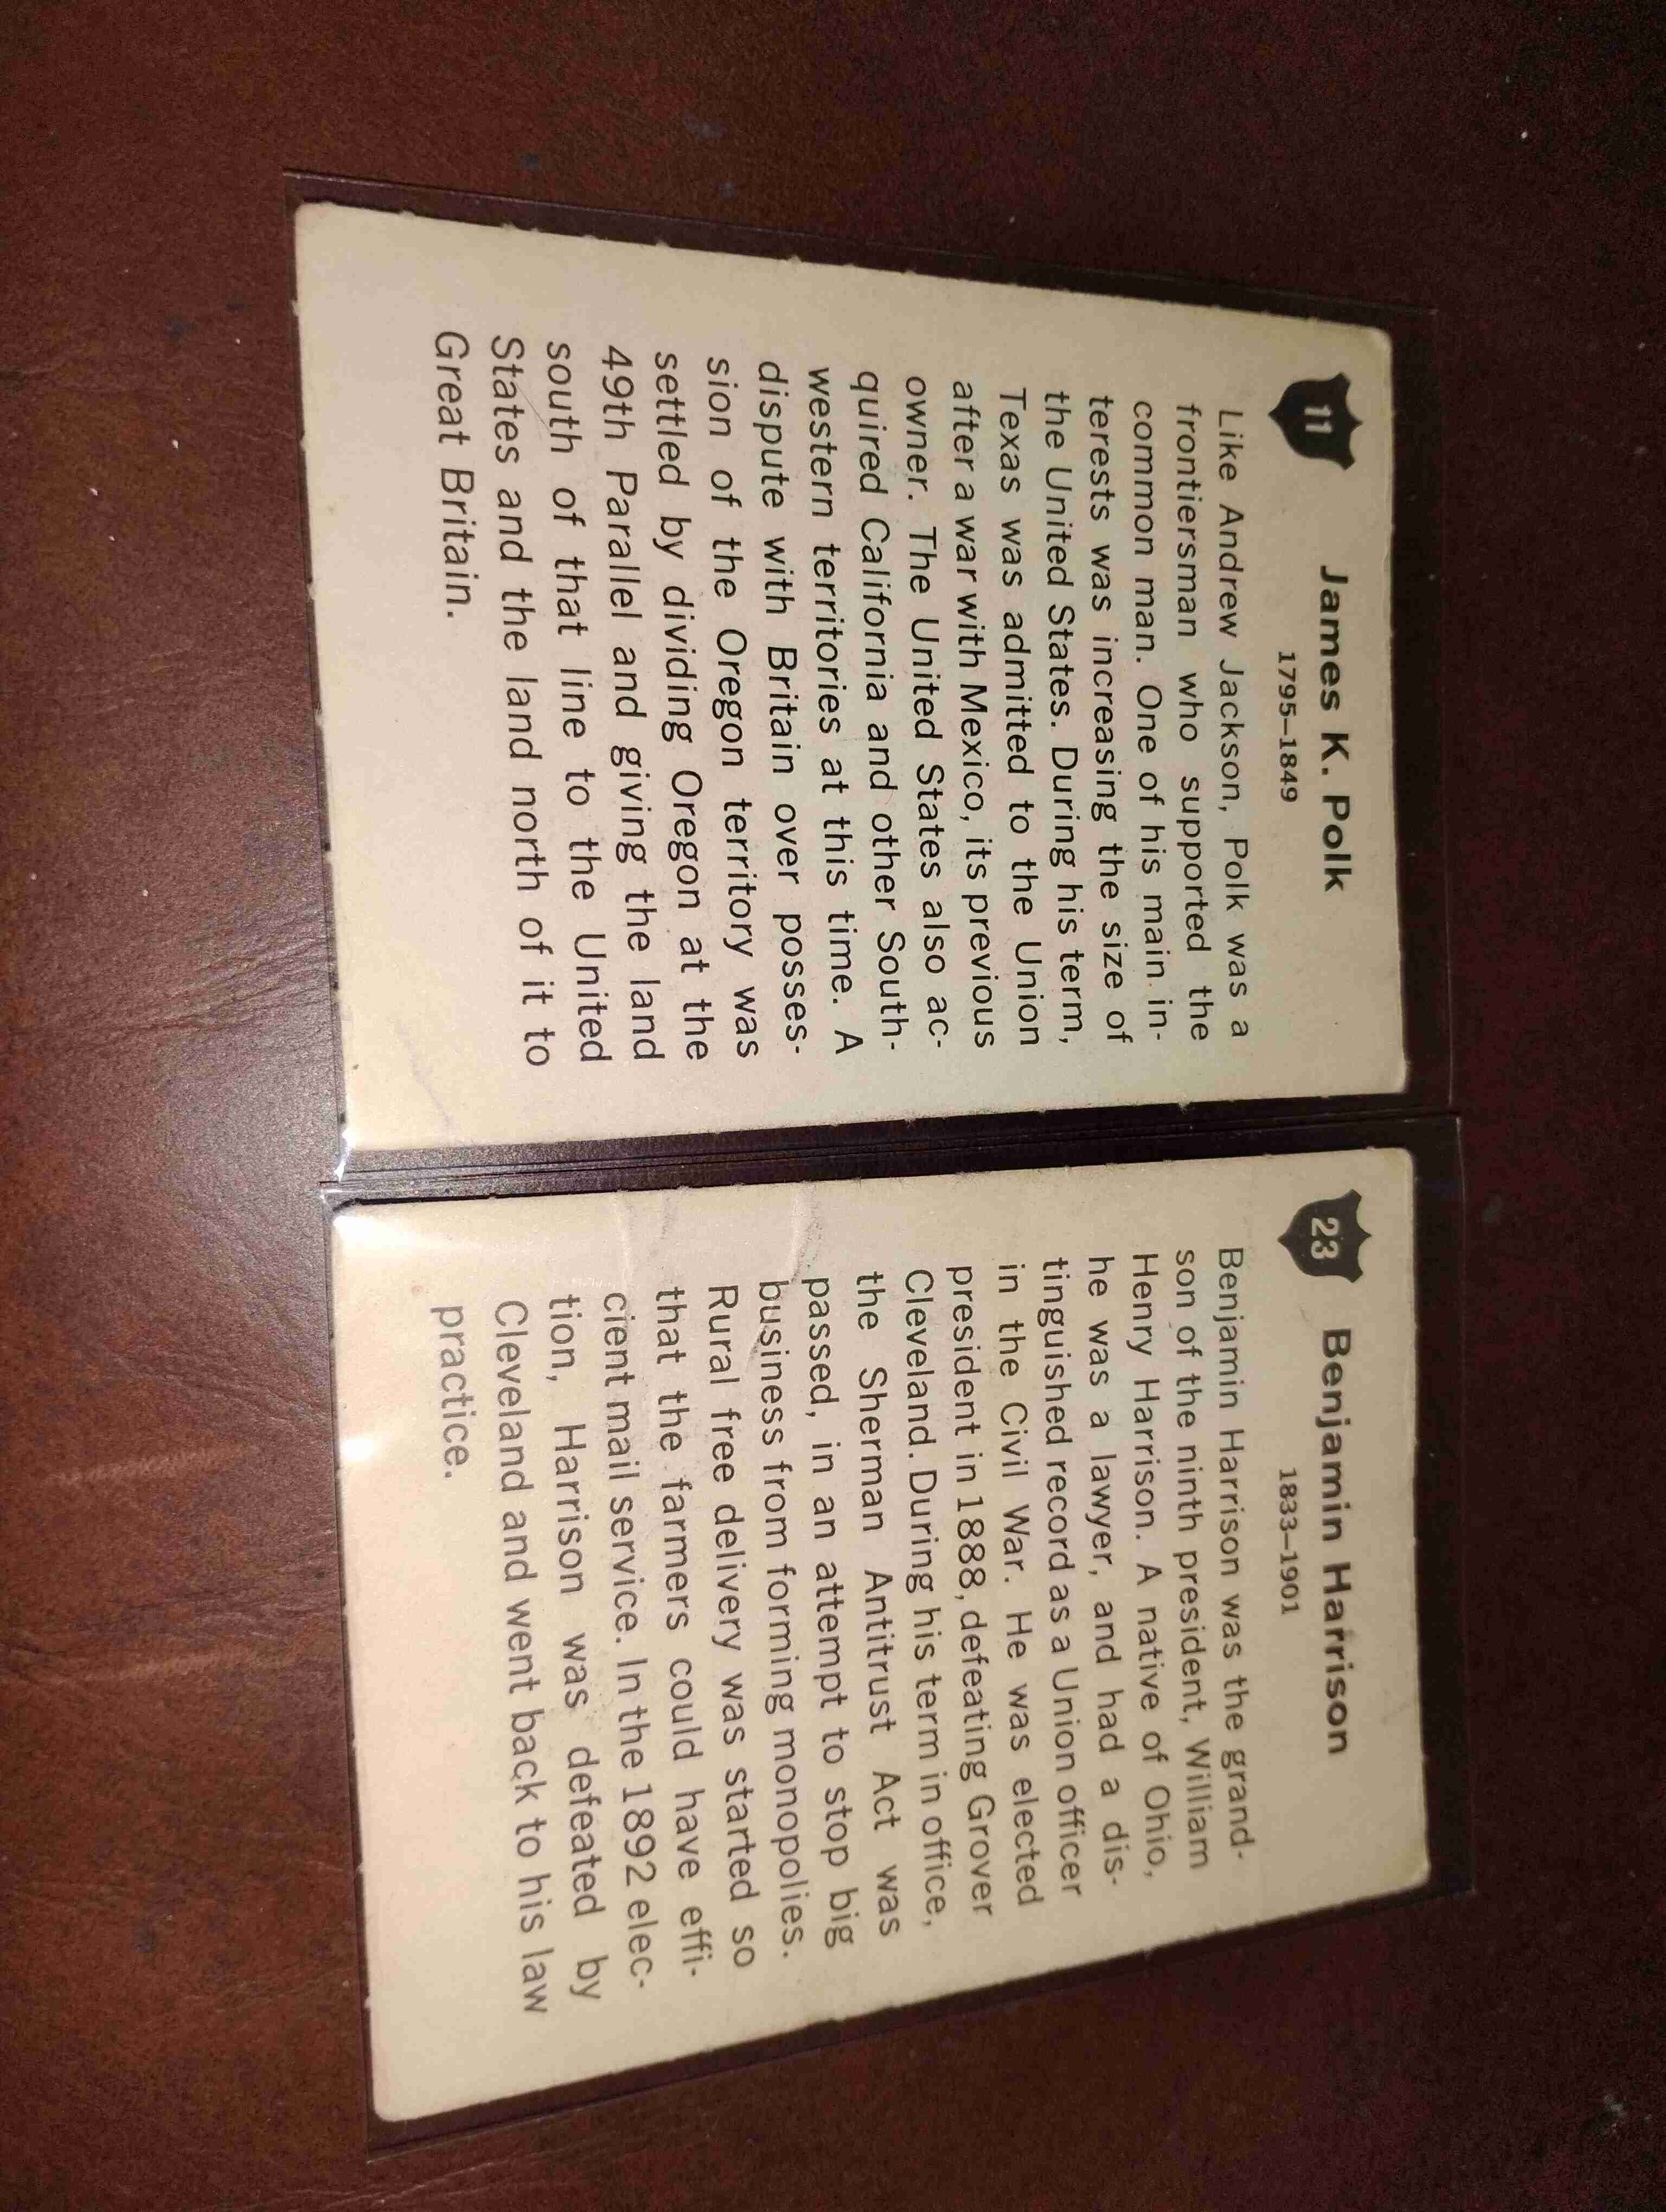 11
James K. Polk
1795–1849
Like Andrew Jackson, Polk was a
frontiersman who supported the
common man. One of his main in-
terests was increasing the size of
the United States. During his term,
Texas was admitted to the Union
after a war with Mexico, its previous
owner. The United States also ac-
quired California and other South-
western territories at this time. A
dispute with Britain over posses-
sion of the Oregon territory was
settled by dividing Oregon at the
49th Parallel and giving the land
south of that line to the United
States and the land north of it to
Great Britain.
23
Benjamin Harrison
1833–1901
Benjamin Harrison was the grand-
son of the ninth president, William
Henry Harrison. A native of Ohio,
he was a lawyer, and had a dis-
tinguished record as a Union officer
in the Civil War. He was elected
president in 1888, defeating Grover
Cleveland. During his term in office,
the Sherman Antitrust Act was
passed, in an attempt to stop big
business from forming monopolies.
Rural free delivery was started so
that the farmers could have effi-
cient mail service. In the 1892 elec-
tion, Harrison was defeated by
Cleveland and went back to his law
practice.